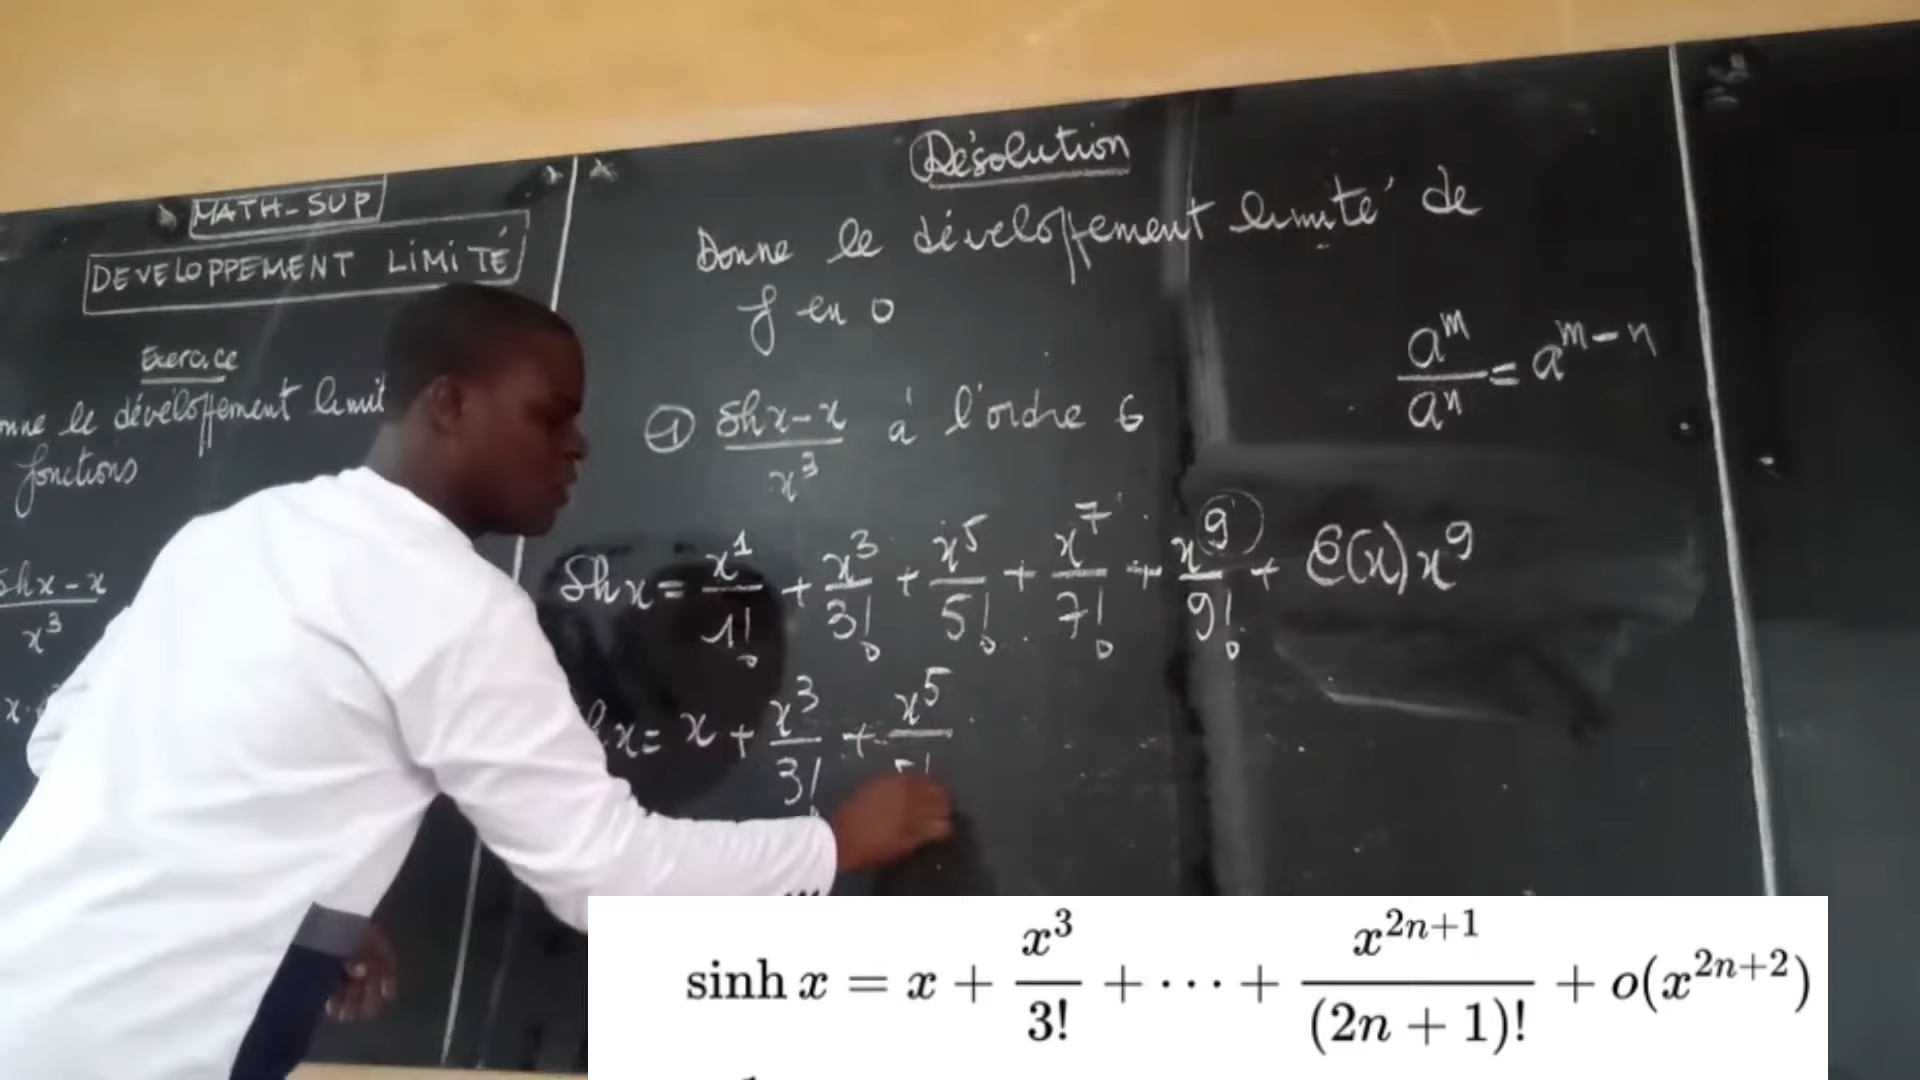 MATH-SUP
DEVELOPPEMENT LIMITÉ
Exercice
le développement limit
fonctions
shx-x
x³
x
Résolution
Donne le développement limité de
f en 0
a^m/a^n = a^{m-n}
① (shx-x)/x³ à l'ordre 6
Shx = x¹/1! + x³/3! + x⁵/5! + x⁷/7! + x⁹/9! + ε(x)x⁹
x = x + x³/3! + x⁵
sinh x = x + x³/3! + ⋯ + x^{2n+1}/(2n+1)! + o(x^{2n+2})